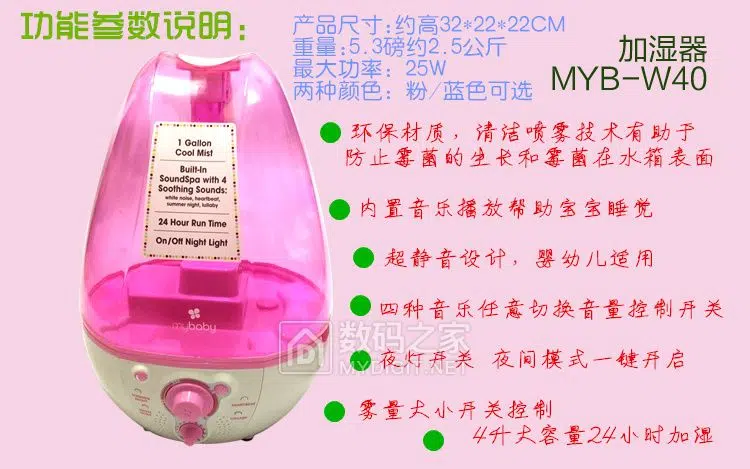 功能参数说明:
产品尺寸:约高32*22*22CM
重量:5.3磅约2.5公斤
最大功率: 25W
两种颜色: 粉/蓝色可选
加湿器
MYB-W40
1 Gallon
Cool Mist
Built-In
SoundSpa with 4
Soothing Sounds:
white noise, heartbeat,
summer night, lullaby
24 Hour Run Time
On/Off Night Light
mybaby
环保材质，清洁喷雾技术有助于
防止霉菌的生长和霉菌在水箱表面
内置音乐播放帮助宝宝睡觉
超静音设计，婴幼儿适用
四种音乐任意切换音量控制开关
夜灯开关 夜间模式一键开启
雾量大小开关控制
4升大容量24小时加湿
数码之家
MYDIGIT.NET